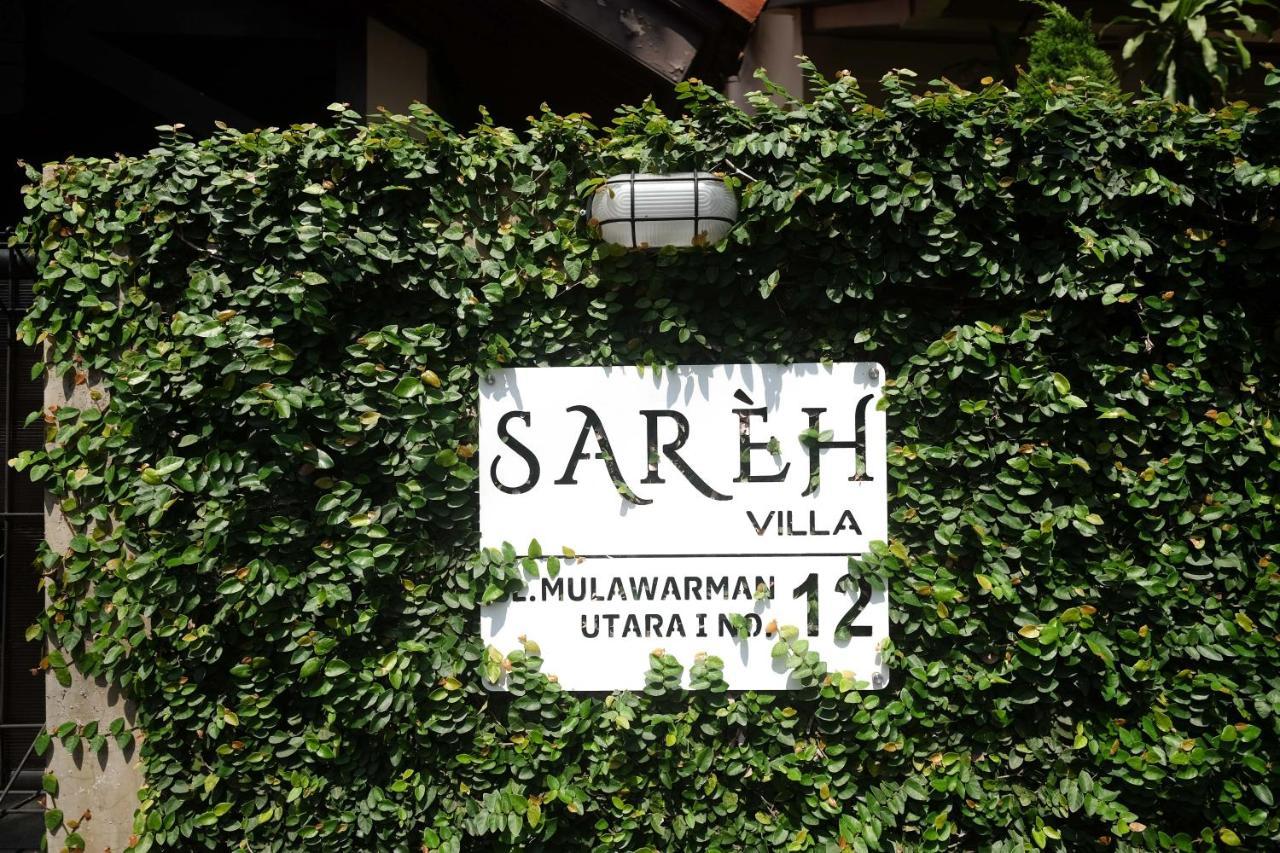 SARÈH
VILLA
L.MULAWARMAN
UTARA I NO. 12